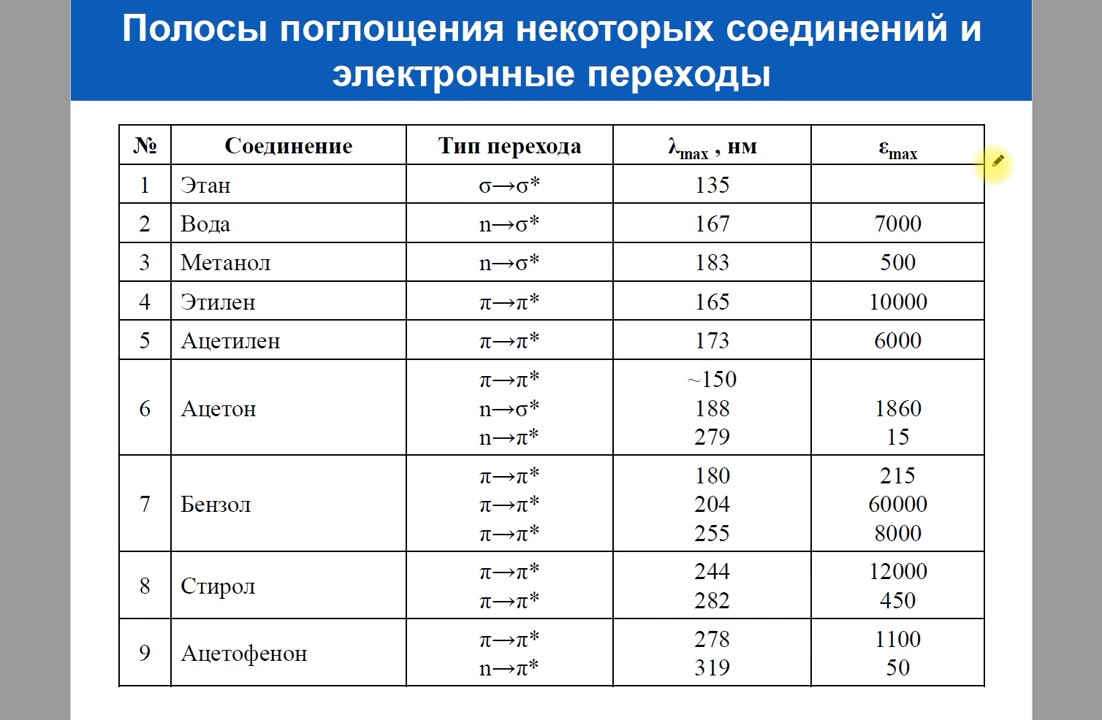 Полосы поглощения некоторых соединений и
электронные переходы
№ Соединение Тип перехода λmax , нм εmax
1 Этан σ→σ* 135
2 Вода n→σ* 167 7000
3 Метанол n→σ* 183 500
4 Этилен π→π* 165 10000
5 Ацетилен π→π* 173 6000
π→π* ~150
6 Ацетон n→σ* 188 1860
n→π* 279 15
π→π* 180 215
7 Бензол π→π* 204 60000
π→π* 255 8000
8 Стирол
π→π* 244 12000
π→π* 282 450
9 Ацетофенон
π→π* 278 1100
n→π* 319 50